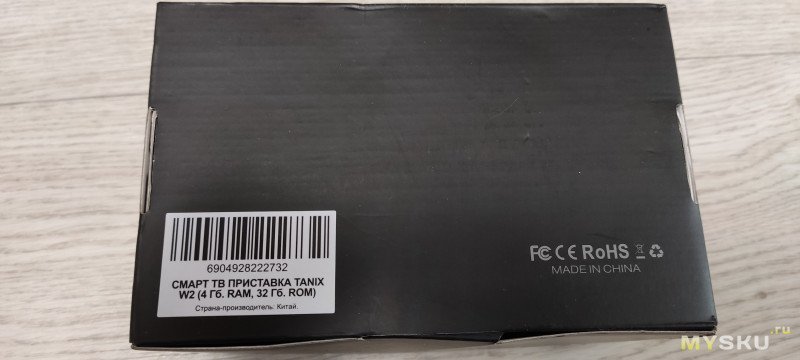 6904928222732
СМАРТ ТВ ПРИСТАВКА TANIX
W2 (4 Гб. RAM, 32 Гб. ROM)
Страна-производитель: Китай.
FC CE RoHS
MADE IN CHINA
MYSKU.ru